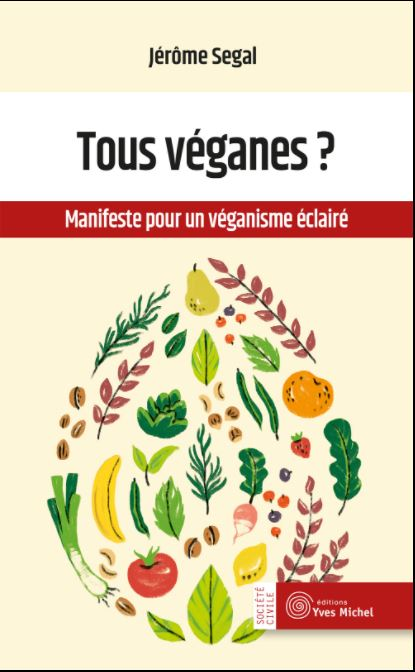 Jérôme Segal
Tous véganes ?
Manifeste pour un véganisme éclairé
SOCIÉTÉ
CIVILE
éditions
Yves Michel